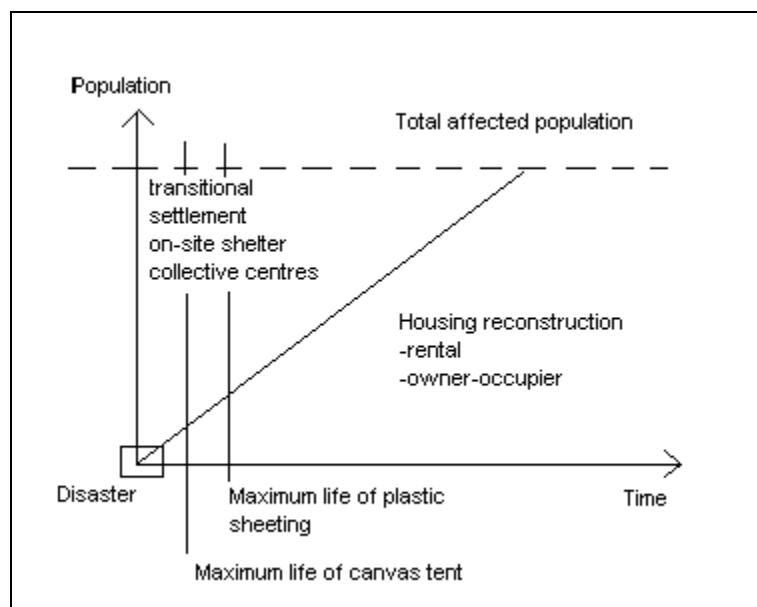 Population
Total affected population
transitional
settlement
on-site shelter
collective centres
Housing reconstruction
-rental
-owner-occupier
Disaster
Maximum life of plastic
sheeting
Time
Maximum life of canvas tent